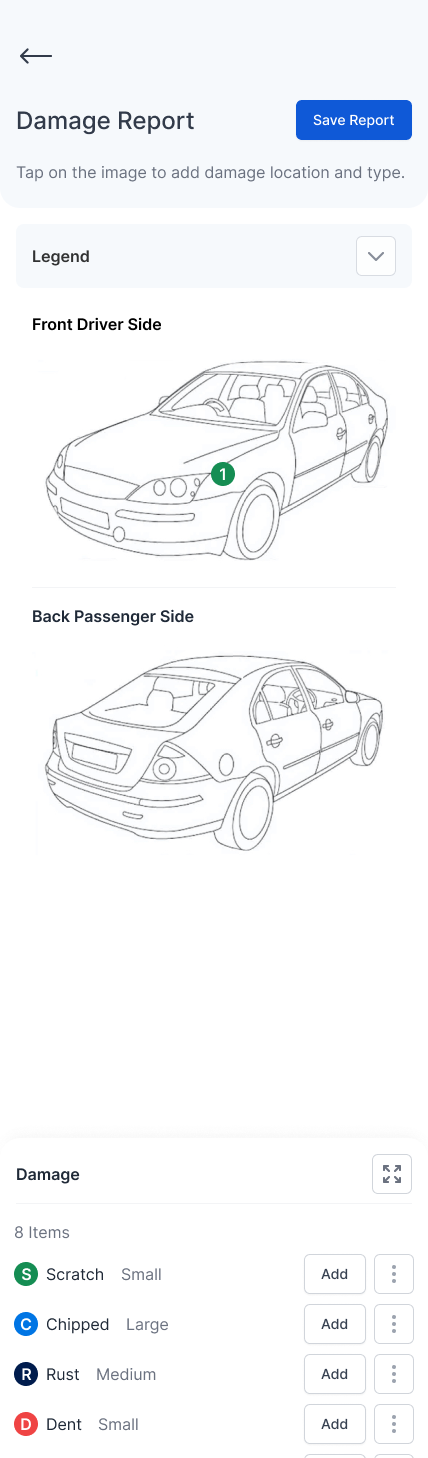 Damage Report
Save Report
Tap on the image to add damage location and type.
Legend
Front Driver Side
1
Back Passenger Side
Damage
8 Items
S Scratch Small Add
C Chipped Large Add
R Rust Medium Add
D Dent Small Add